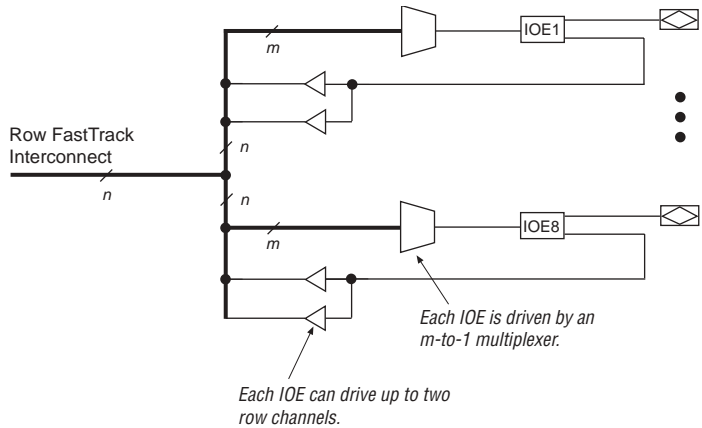 m
IOE1
Row FastTrack
Interconnect
n
n
n
m
IOE8
Each IOE is driven by an
m-to-1 multiplexer.
Each IOE can drive up to two
row channels.